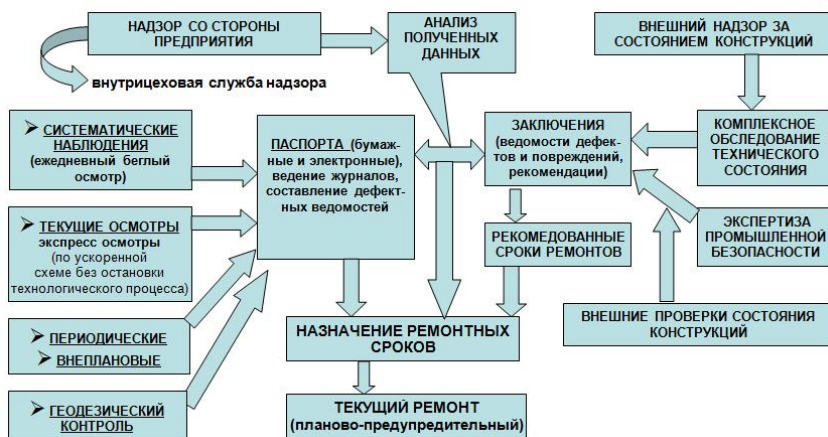 НАДЗОР СО СТОРОНЫ
ПРЕДПРИЯТИЯ
АНАЛИЗ
ПОЛУЧЕННЫХ
ДАННЫХ
ВНЕШНИЙ НАДЗОР ЗА
СОСТОЯНИЕМ КОНСТРУКЦИЙ
внутрицеховая служба надзора
СИСТЕМАТИЧЕСКИЕ
НАБЛЮДЕНИЯ
(ежедневный беглый
осмотр)
ПАСПОРТА (бумаж-
ные и электронные),
ведение журналов,
составление дефект-
ных ведомостей
ЗАКЛЮЧЕНИЯ
(ведомости дефек-
тов и повреждений,
рекомендации)
КОМПЛЕКСНОЕ
ОБСЛЕДОВАНИЕ
ТЕХНИЧЕСКОГО
СОСТОЯНИЯ
ТЕКУЩИЕ ОСМОТРЫ
экспресс осмотры
(по ускоренной
схеме без остановки
технологического процесса)
РЕКОМЕДОВАННЫЕ
СРОКИ РЕМОНТОВ
ЭКСПЕРТИЗА
ПРОМЫШЛЕННОЙ
БЕЗОПАСНОСТИ
ПЕРИОДИЧЕСКИЕ
ВНЕПЛАНОВЫЕ
НАЗНАЧЕНИЕ РЕМОНТНЫХ
СРОКОВ
ВНЕШНИЕ ПРОВЕРКИ СОСТОЯНИЯ
КОНСТРУКЦИЙ
ГЕОДЕЗИЧЕСКИЙ
КОНТРОЛЬ
ТЕКУЩИЙ РЕМОНТ
(планово-предупредительный)